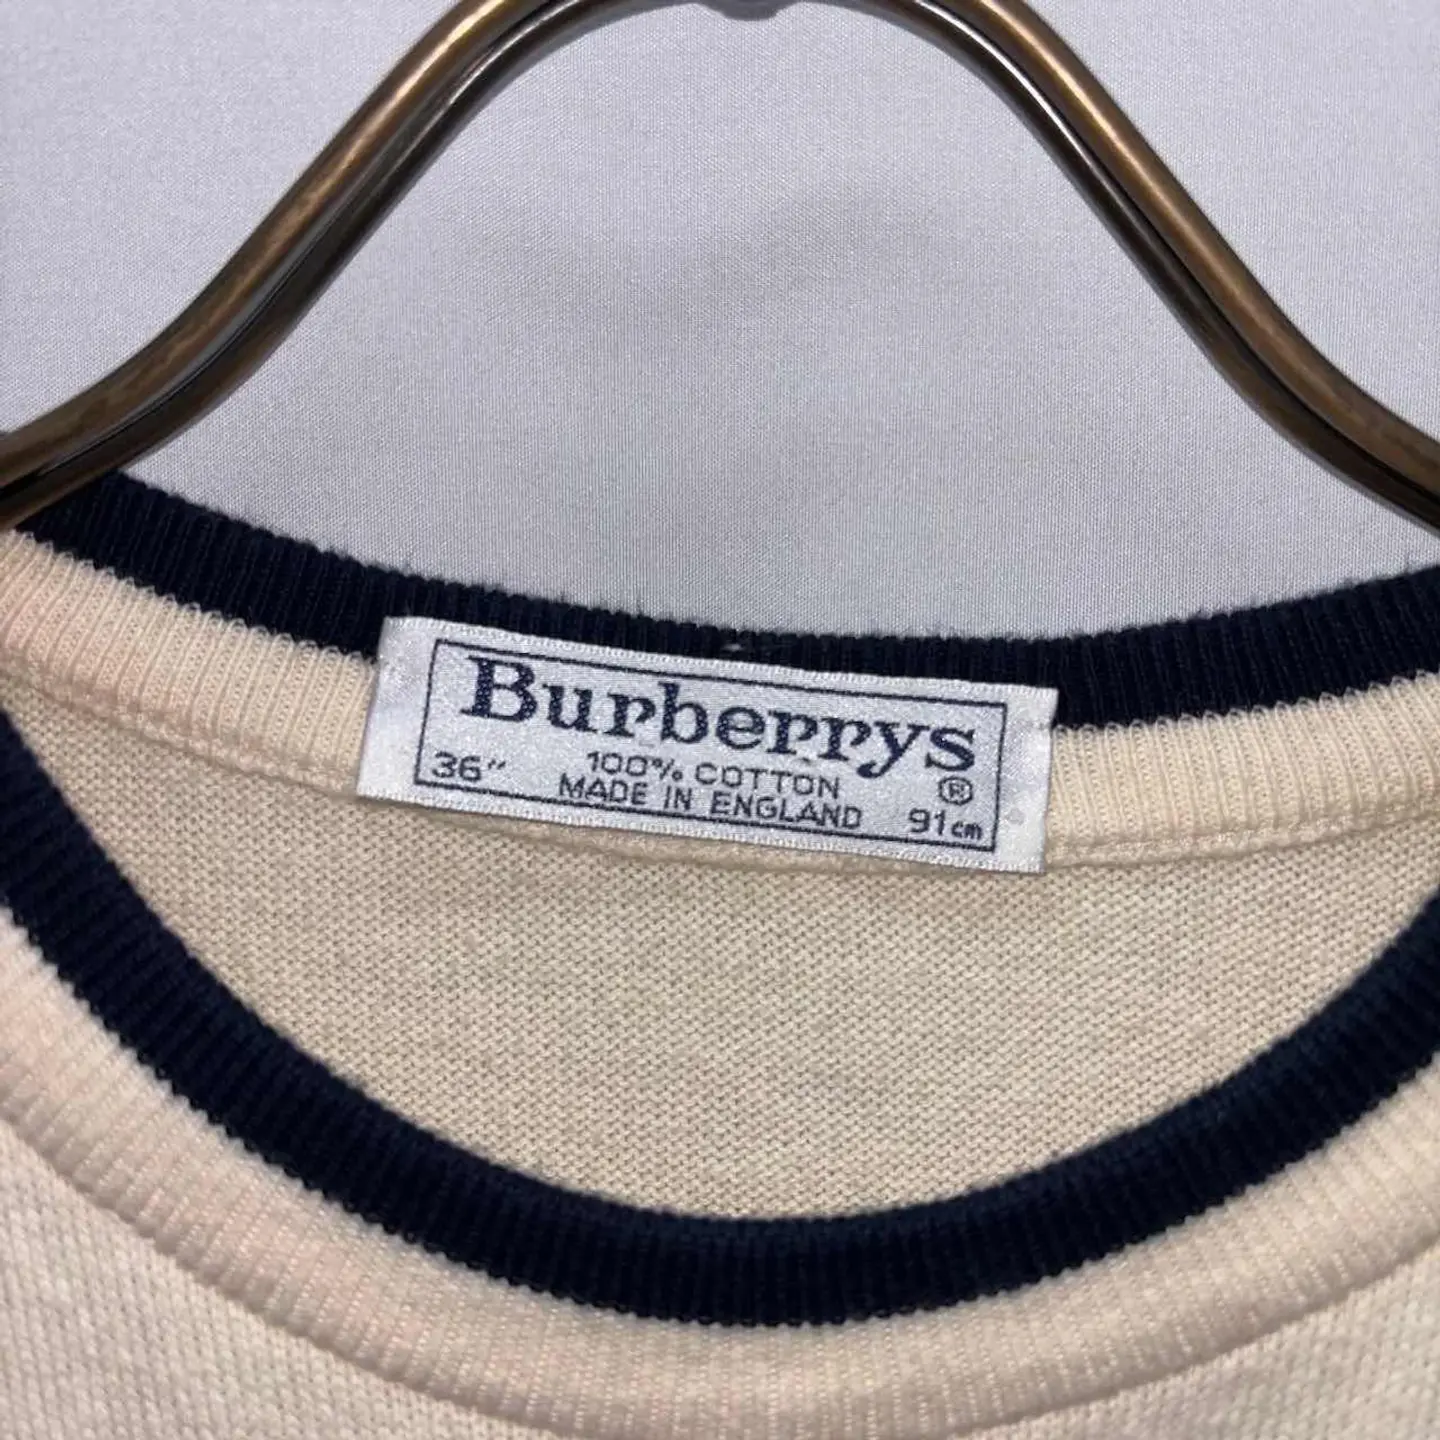 Burberrys
®
36" 100% COTTON
MADE IN ENGLAND 91cm